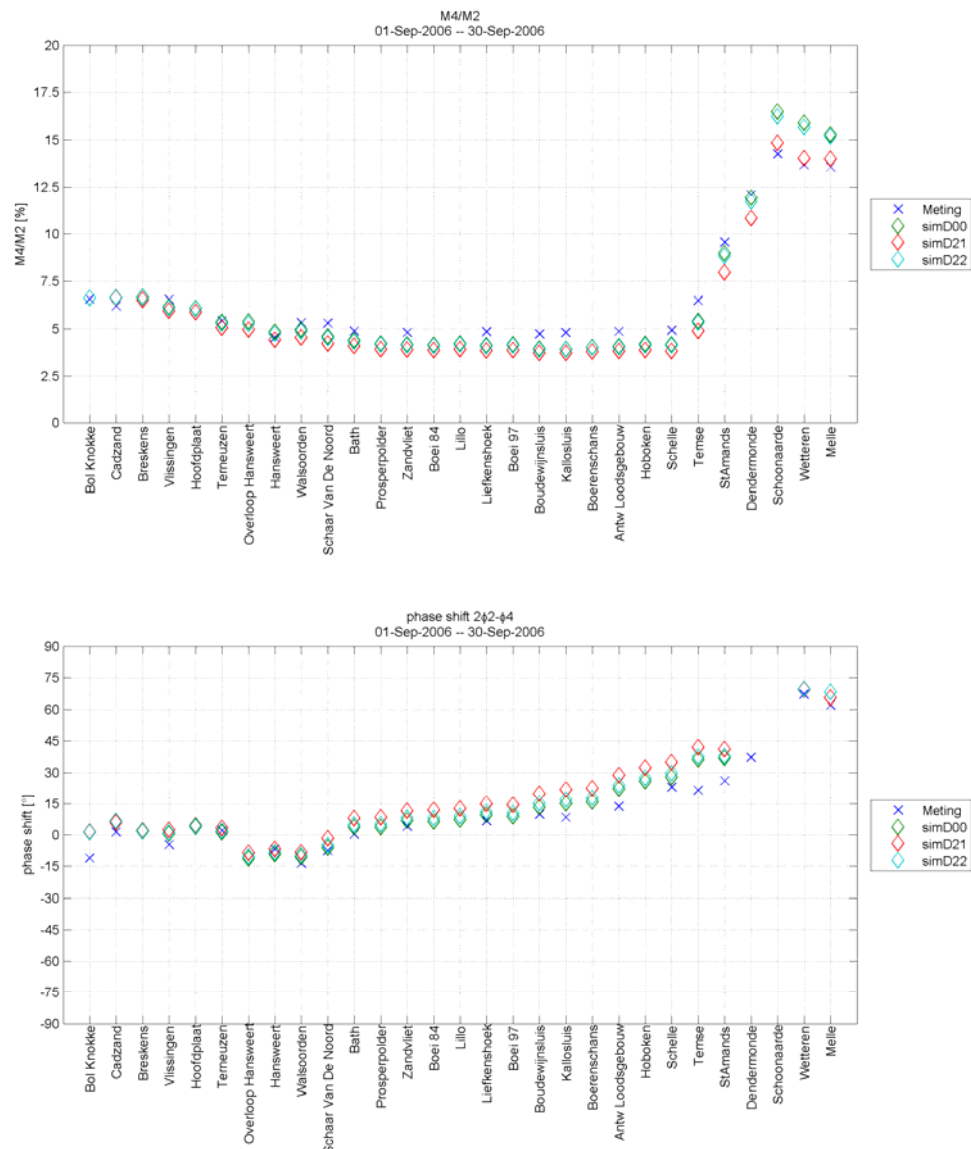 M4/M2
01-Sep-2006 -- 30-Sep-2006
20
17.5
15
12.5
10
7.5
5
2.5
0
M4/M2 [%]
Bol Knokke
Cadzand
Breskens
Vlissingen
Hoofdplaat
Terneuzen
Overloop Hansweert
Hansweert
Walsoorden
Schaar Van De Noord
Bath
Prosperpolder
Zandvliet
Boei 84
Lillo
Liefkenshoek
Boei 97
Boudewijnsluis
Kallosluis
Boerenschans
Antw Loodsgebouw
Hoboken
Schelle
Temse
StAmands
Dendermonde
Schoonaarde
Wetteren
Melle
Meting
simD00
simD21
simD22
phase shift 2ϕ2-ϕ4
01-Sep-2006 -- 30-Sep-2006
90
75
60
45
30
15
0
-15
-30
-45
-60
-75
-90
phase shift [°]
Bol Knokke
Cadzand
Breskens
Vlissingen
Hoofdplaat
Terneuzen
Overloop Hansweert
Hansweert
Walsoorden
Schaar Van De Noord
Bath
Prosperpolder
Zandvliet
Boei 84
Lillo
Liefkenshoek
Boei 97
Boudewijnsluis
Kallosluis
Boerenschans
Antw Loodsgebouw
Hoboken
Schelle
Temse
StAmands
Dendermonde
Schoonaarde
Wetteren
Melle
Meting
simD00
simD21
simD22